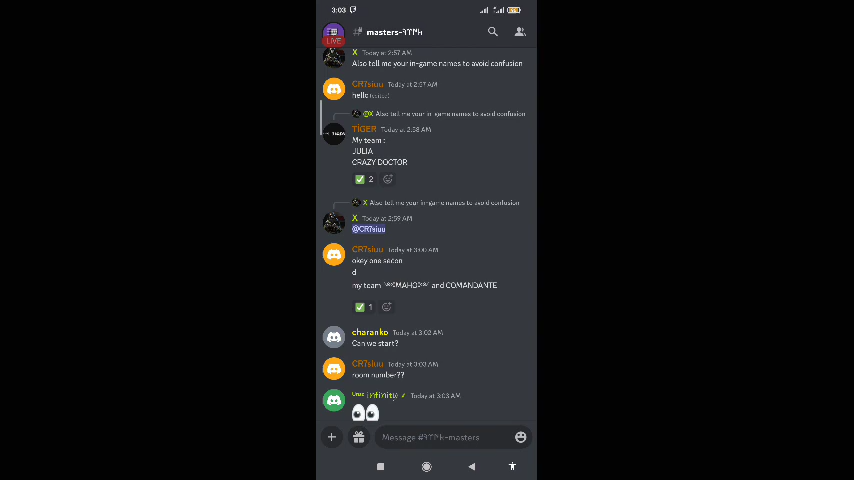 3:03
LIVE
masters-
X Today at 2:57 AM
Also tell me your in-game names to avoid confusion
CR7siuu Today at 2:57 AM
hello (edited)
@X Also tell me your in-game names to avoid confusion
TIGER Today at 2:58 AM
My team :
JULIA
CRAZY DOCTOR
✅ 2
X Also tell me your in-game names to avoid confusion
X Today at 2:59 AM
@CR7siuu
CR7siuu Today at 3:00 AM
okey one secon
d
my team MAHO and COMANDANTE
✅ 1
charanko Today at 3:02 AM
Can we start?
CR7siuu Today at 3:03 AM
room number??
infinity Today at 3:03 AM
👀
Message #